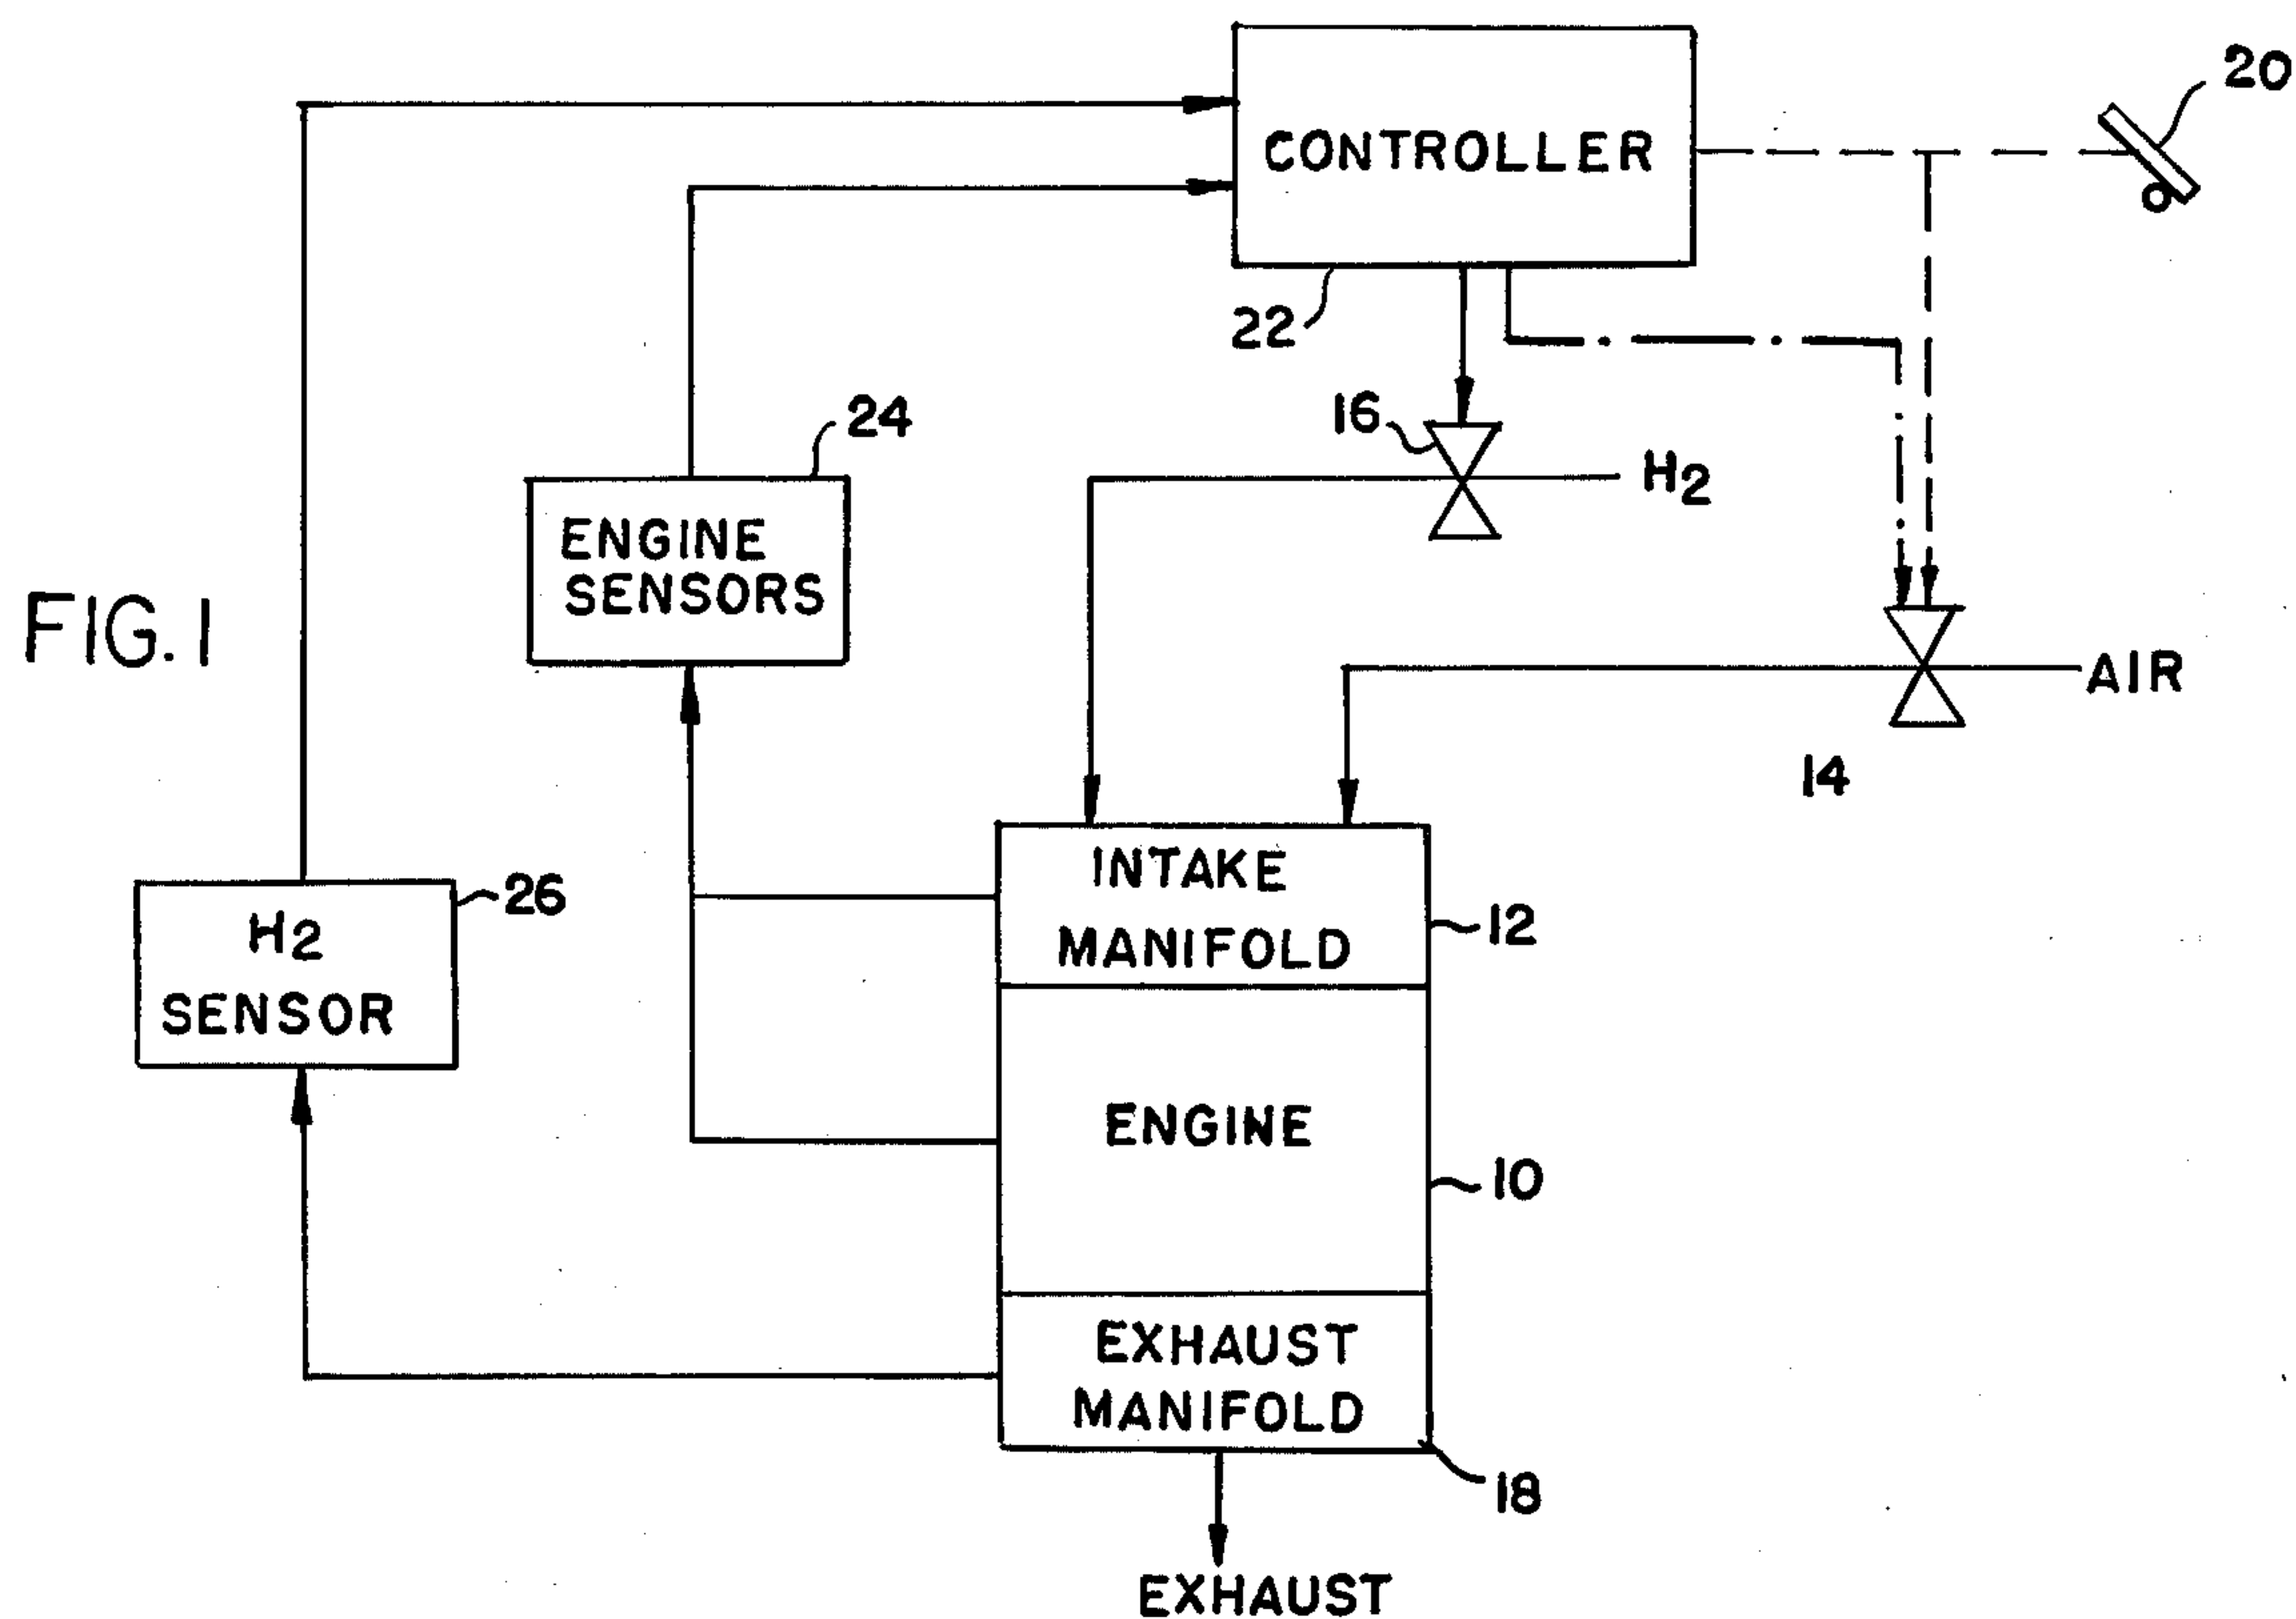 20
CONTROLLER
22
16
H2
24
ENGINE
SENSORS
FIG. 1
AIR
14
INTAKE
MANIFOLD
12
H2
SENSOR
26
ENGINE
10
EXHAUST
MANIFOLD
18
EXHAUST